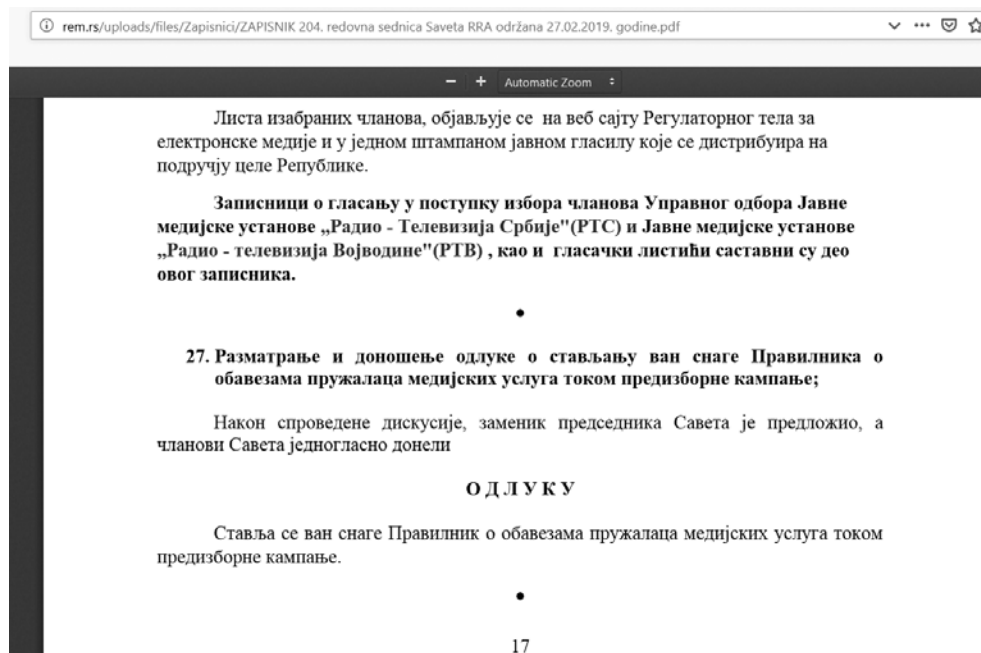 rem.rs/uploads/files/Zapisnici/ZAPISNIK 204. redovna sednica Saveta RRA održana 27.02.2019. godine.pdf
Automatic Zoom
Листа изабраних чланова, објављује се на веб сајту Регулаторног тела за
електронске медије и у једном штампаном јавном гласилу које се дистрибуира на
подручју целе Републике.
Записници о гласању у поступку избора чланова Управног одбора Јавне
медијске установе „Радио - Телевизија Србије"(РТС) и Јавне медијске установе
„Радио - телевизија Војводине"(РТВ) , као и гласачки листићи саставни су део
овог записника.
•
27. Разматрање и доношење одлуке о стављању ван снаге Правилника о
обавезама пружалаца медијских услуга током предизборне кампање;
Након спроведене дискусије, заменик председника Савета је предложио, а
чланови Савета једногласно донели
О Д Л У К У
Ставља се ван снаге Правилник о обавезама пружалаца медијских услуга током
предизборне кампање.
•
17